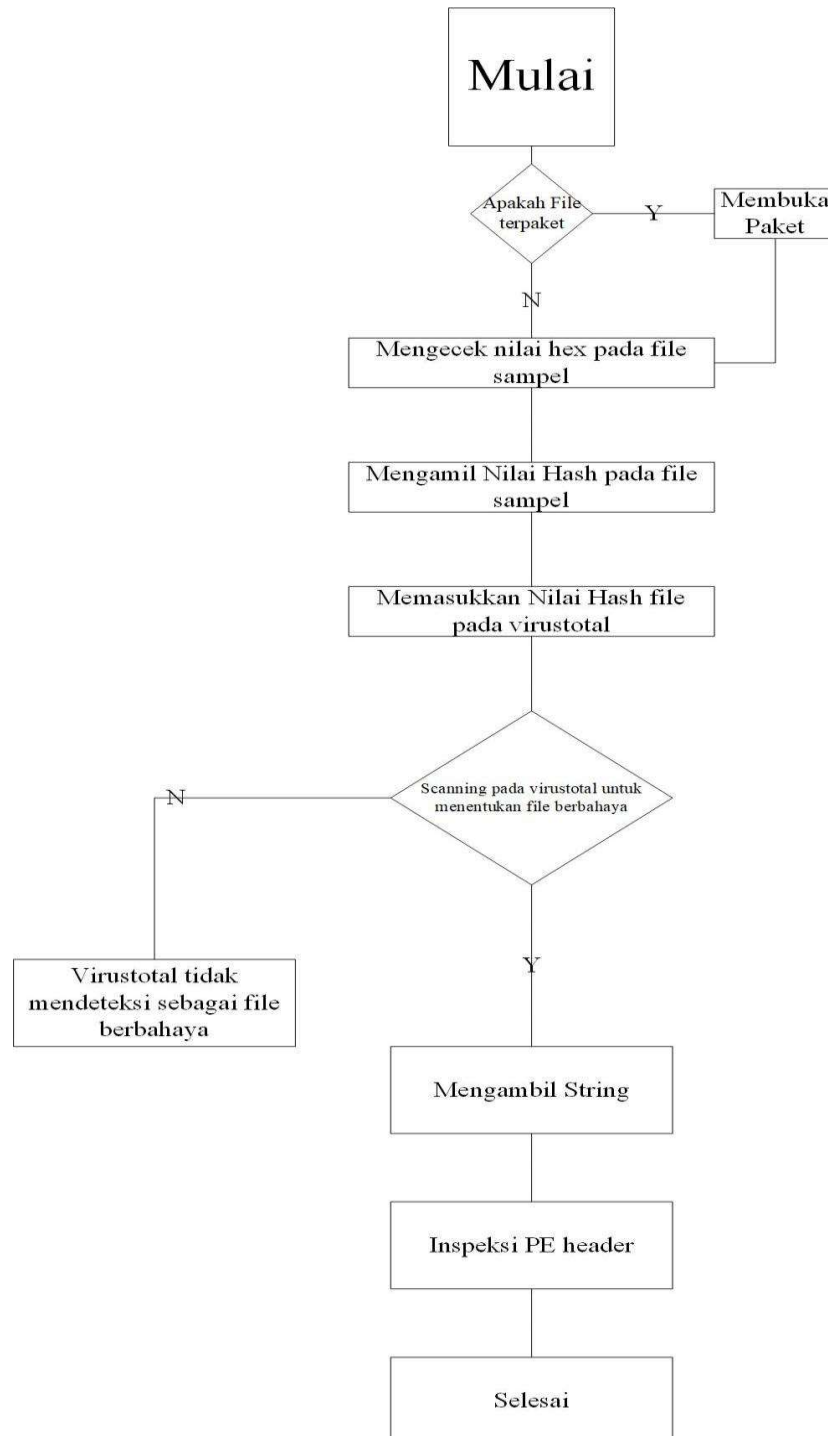 Mulai
Apakah File
terpaket
Y
Membuka
Paket
N
Mengecek nilai hex pada file
sampel
Mengamil Nilai Hash pada file
sampel
Memasukkan Nilai Hash file
pada virustotal
Scanning pada virustotal untuk
menentukan file berbahaya
N
Virustotal tidak
mendeteksi sebagai file
berbahaya
Y
Mengambil String
Inspeksi PE header
Selesai